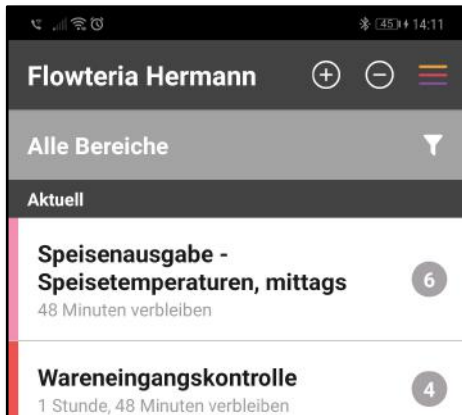 45 14:11
Flowteria Hermann
Alle Bereiche
Aktuell
Speisenausgabe -
Speisetemperaturen, mittags
6
48 Minuten verbleiben
Wareneingangskontrolle
4
1 Stunde, 48 Minuten verbleiben